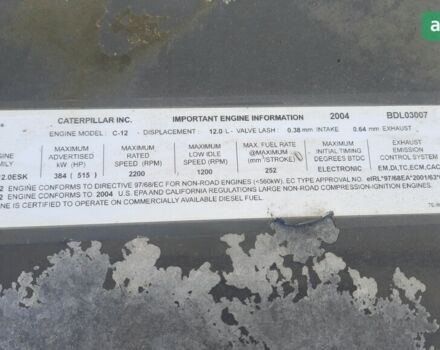 CATERPILLAR INC. IMPORTANT ENGINE INFORMATION 2004 BDL03007
ENGINE MODEL: C-12 DISPLACEMENT: 12.0 L- VALVE LASH : 0.38 mm INTAKE 0.64 mm EXHAUST
MAXIMUM ADVERTISED kW (HP)
MAXIMUM RATED SPEED (RPM)
MAXIMUM LOW IDLE SPEED (RPM)
MAX. FUEL RATE @MAXIMUM (mm³/STROKE)
MAXIMUM INITIAL TIMING DEGREES BTDC
EXHAUST EMISSION CONTROL SYSTEM
2.0ESK 384 ( 515 ) 2200 1200 252 ELECTRONIC EM,DI,TC,ECM,CAC
ENGINE CONFORMS TO DIRECTIVE 97/68/EC FOR NON-ROAD ENGINES (<560kW). EC TYPE APPROVAL NO.
ENGINE CONFORMS TO 2004 U.S. EPA AND CALIFORNIA REGULATIONS LARGE NON-ROAD COMPRESSION-IGNITION ENGINES.
NE IS CERTIFIED TO OPERATE ON COMMERCIALLY AVAILABLE DIESEL FUEL.